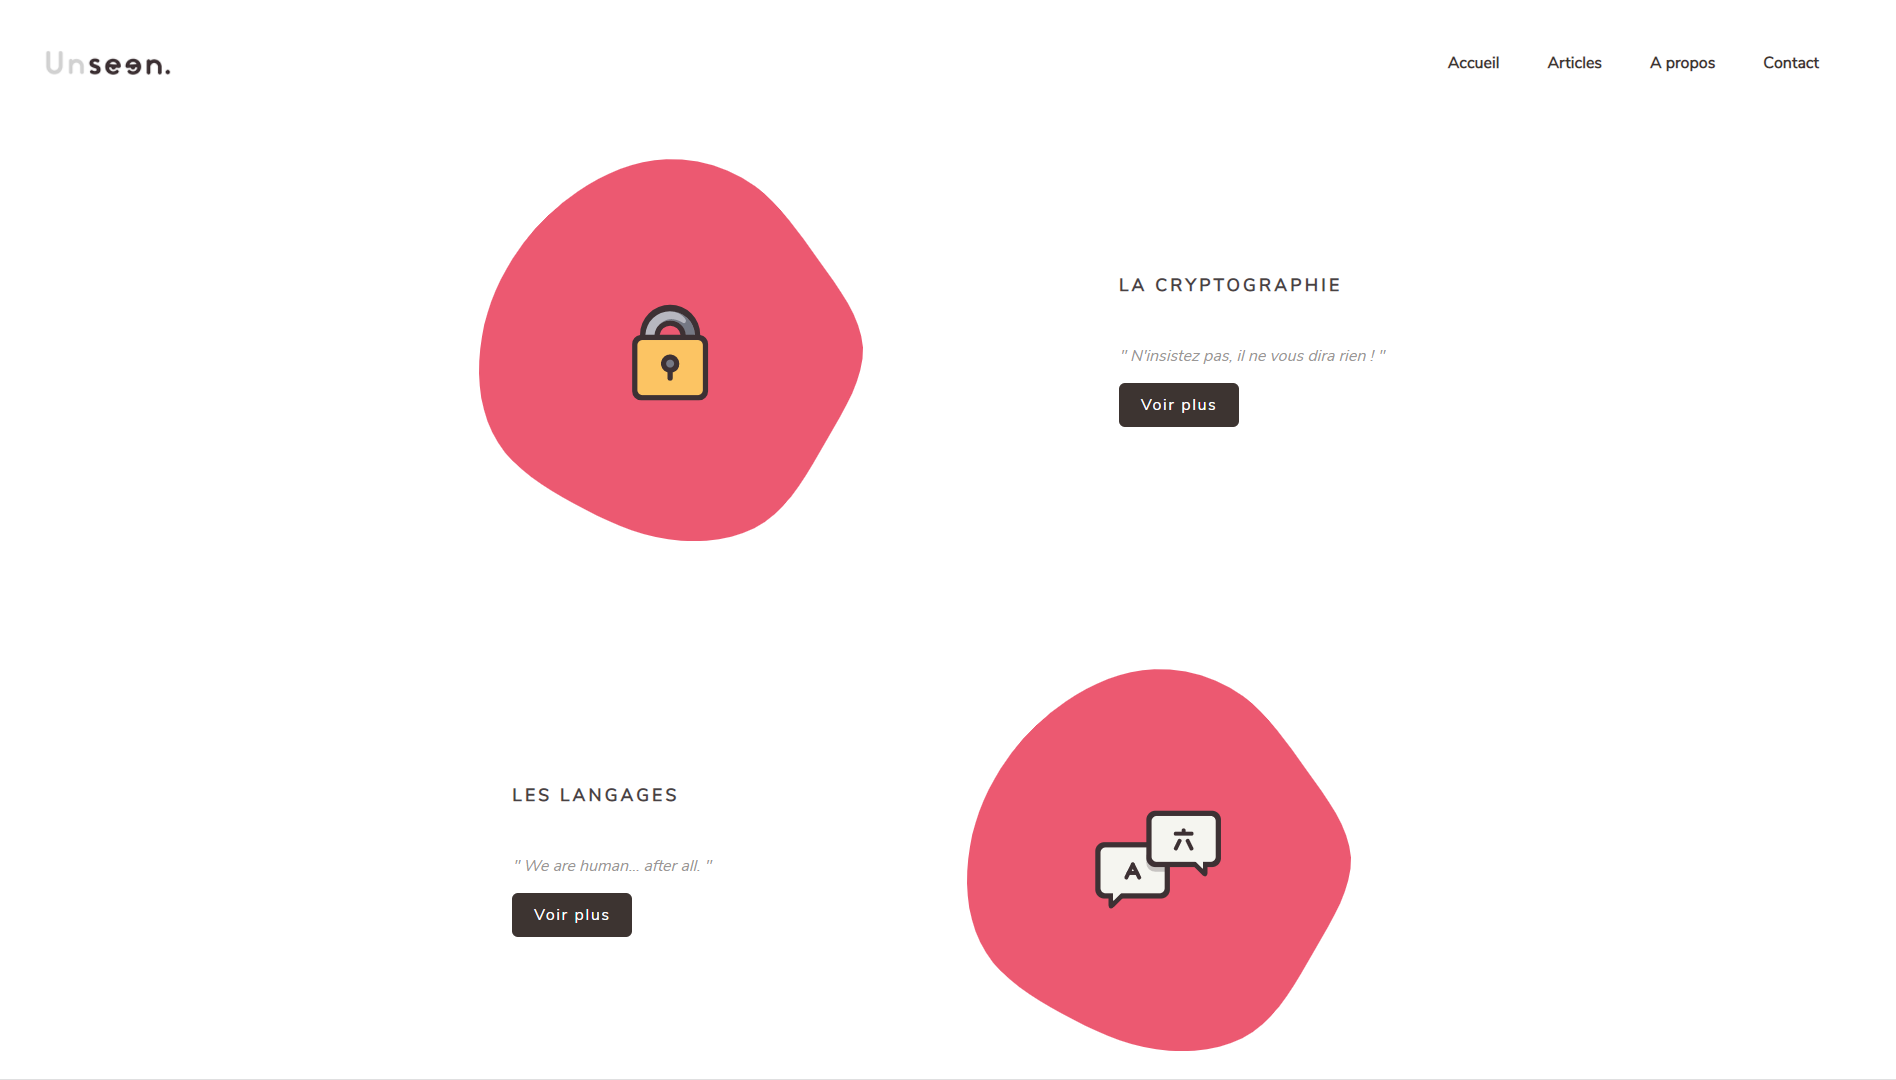 Unseen.
Accueil Articles A propos Contact
LA CRYPTOGRAPHIE
" N'insistez pas, il ne vous dira rien ! "
Voir plus
LES LANGAGES
" We are human... after all. "
Voir plus
A
六